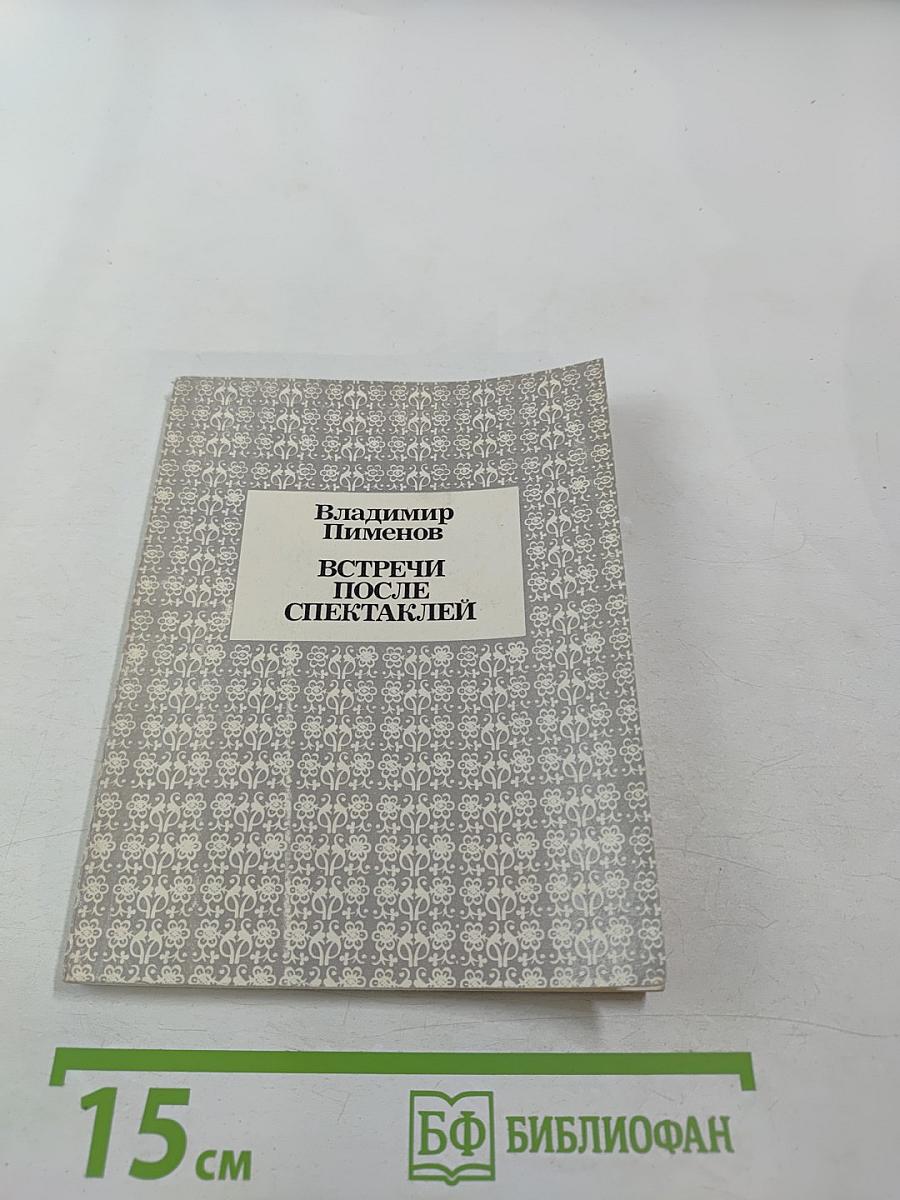 Владимир
Пименов
ВСТРЕЧИ
ПОСЛЕ
СПЕКТАКЛЕЙ
15 см
БФ БИБЛИОФАН